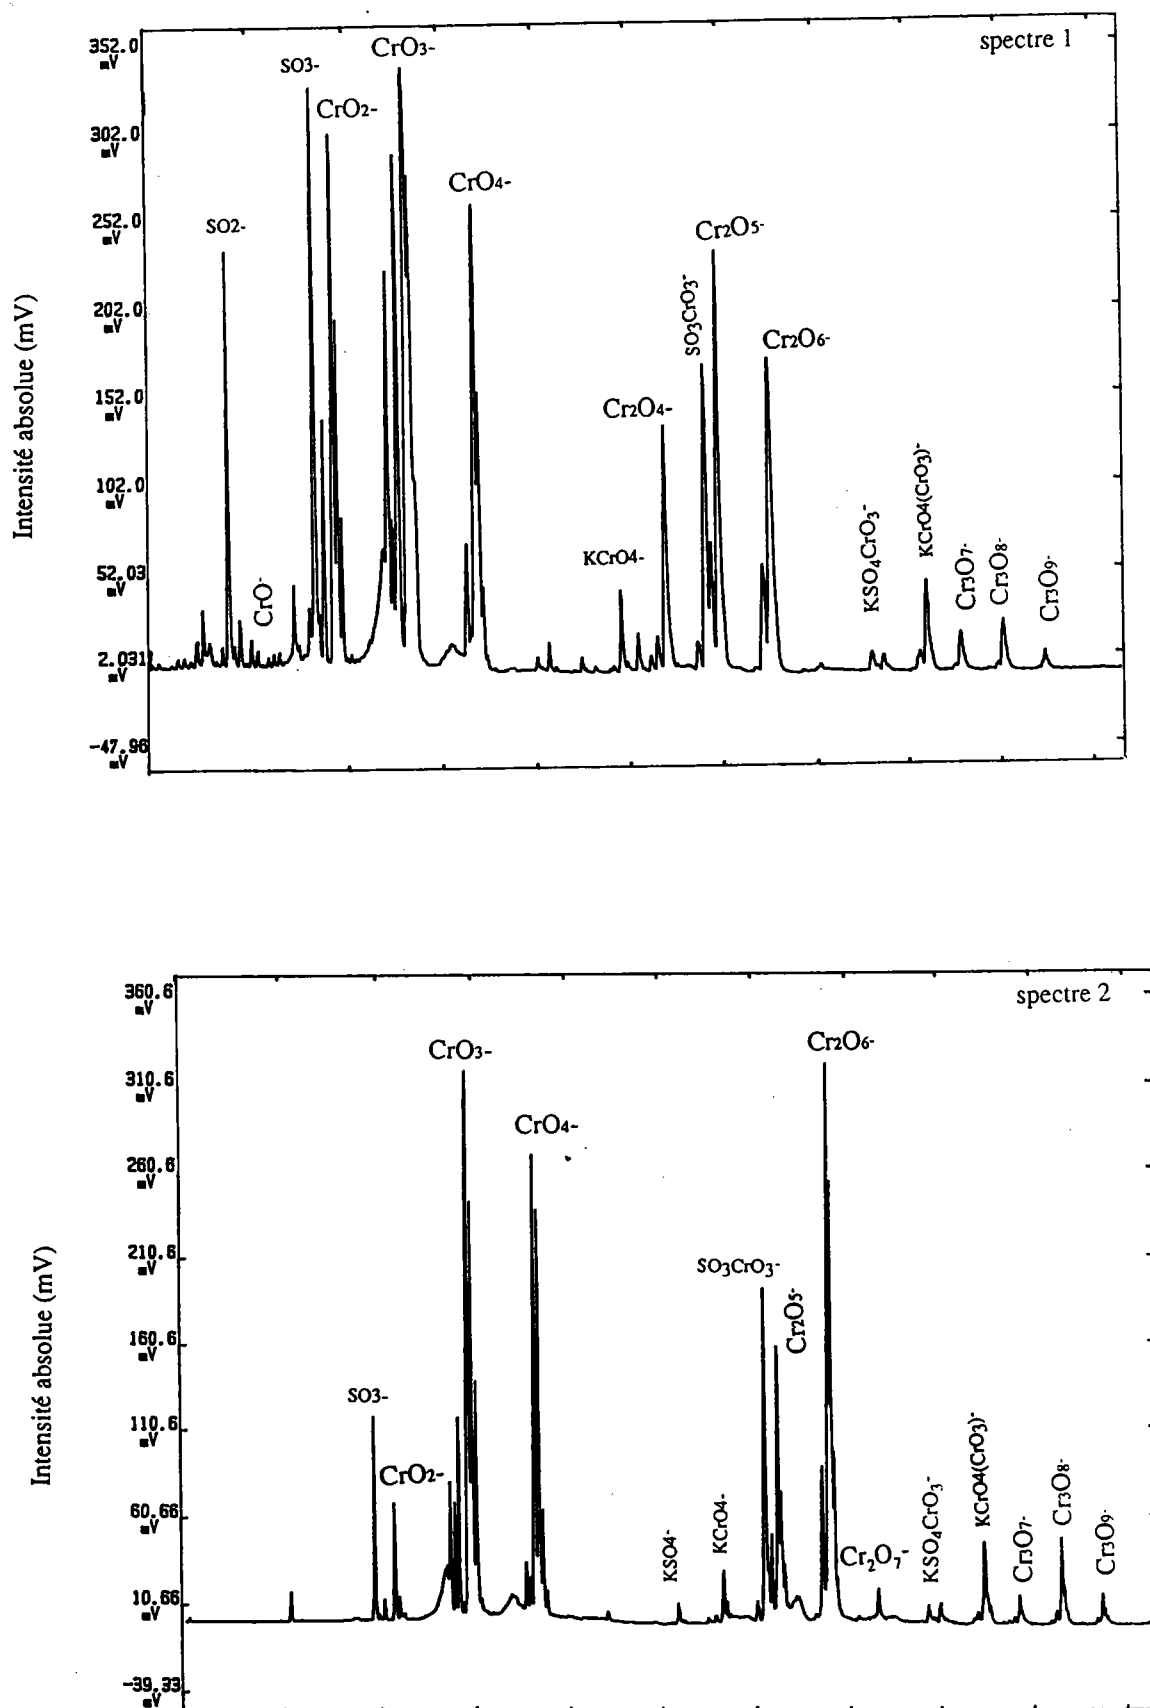 spectre 1
Intensité absolue (mV)
352.0
mV
302.0
mV
252.0
mV
202.0
mV
152.0
mV
102.0
mV
52.03
mV
2.031
mV
-47.96
mV
SO2-
CrO-
SO3-
CrO2-
CrO3-
CrO4-
KCrO4-
Cr2O4-
SO3CrO3-
Cr2O5-
Cr2O6-
KSO4CrO3-
KCrO4(CrO3)-
Cr3O7-
Cr3O8-
Cr3O9-
spectre 2
Intensité absolue (mV)
360.6
mV
310.6
mV
260.6
mV
210.6
mV
160.6
mV
110.6
mV
60.66
mV
10.66
mV
-39.33
mV
SO3-
CrO2-
CrO3-
CrO4-
KSO4-
KCrO4-
SO3CrO3-
Cr2O5-
Cr2O6-
Cr2O7-
KSO4CrO3-
KCrO4(CrO3)-
Cr3O7-
Cr3O8-
Cr3O9-